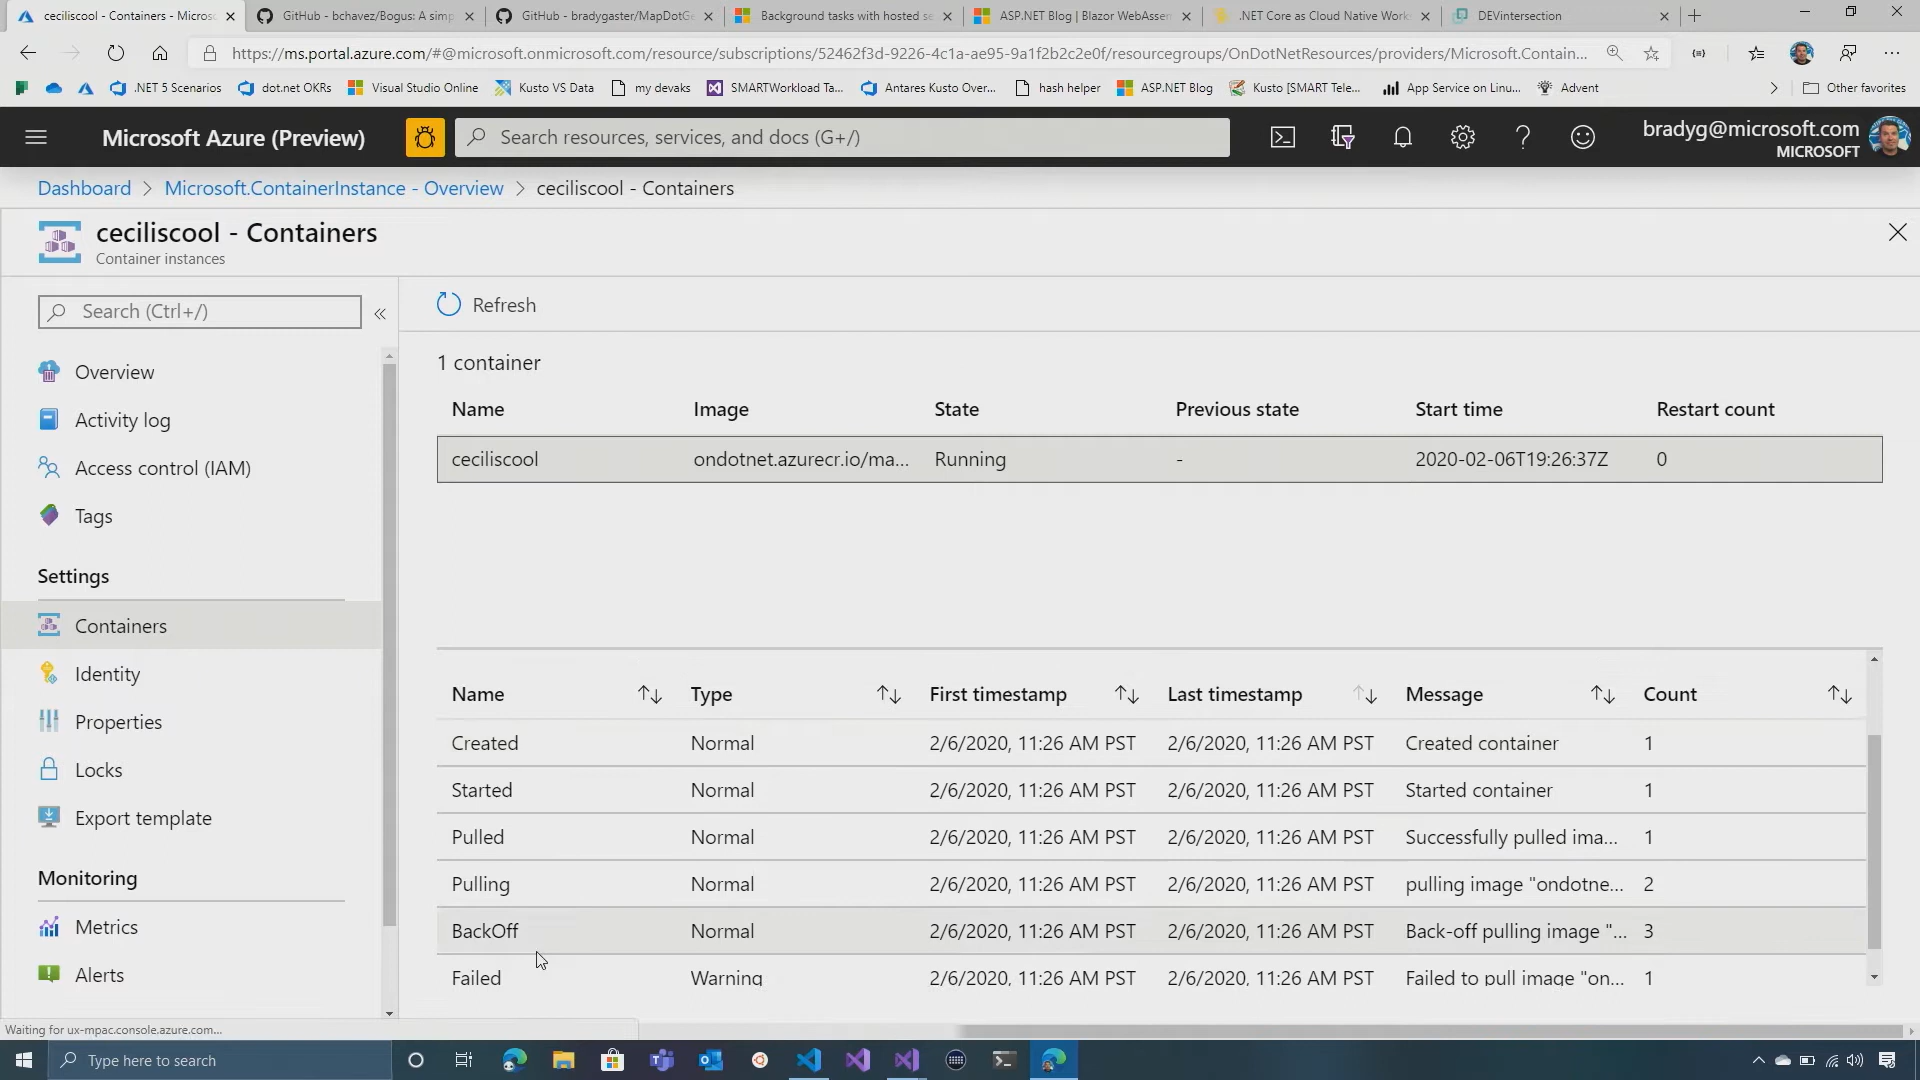 ceciliscool - Containers - Micros
GitHub - bchavez/Bogus: A simp
GitHub - bradygaster/MapDotGe
Background tasks with hosted se
ASP.NET Blog | Blazor WebAssem
.NET Core as Cloud Native Work
DEVintersection
https://ms.portal.azure.com/#@microsoft.onmicrosoft.com/resource/subscriptions/52462f3d-9226-4c1a-ae95-9a1f2b2c2e0f/resourcegroups/OnDotNetResources/providers/Microsoft.Contain...
.NET 5 Scenarios
dot.net OKRs
Visual Studio Online
Kusto VS Data
my devaks
SMARTWorkload Ta...
Antares Kusto Over...
hash helper
ASP.NET Blog
Kusto [SMART Tele...
App Service on Linu...
Advent
Other favorites
Microsoft Azure (Preview)
Search resources, services, and docs (G+/)
bradyg@microsoft.com
MICROSOFT
Dashboard > Microsoft.ContainerInstance - Overview > ceciliscool - Containers
ceciliscool - Containers
Container instances
Search (Ctrl+/)
«
Overview
Activity log
Access control (IAM)
Tags
Settings
Containers
Identity
Properties
Locks
Export template
Monitoring
Metrics
Alerts
Refresh
1 container
Name Image State Previous state Start time Restart count
ceciliscool ondotnet.azurecr.io/ma... Running - 2020-02-06T19:26:37Z 0
Name Type First timestamp Last timestamp Message Count
Created Normal 2/6/2020, 11:26 AM PST 2/6/2020, 11:26 AM PST Created container 1
Started Normal 2/6/2020, 11:26 AM PST 2/6/2020, 11:26 AM PST Started container 1
Pulled Normal 2/6/2020, 11:26 AM PST 2/6/2020, 11:26 AM PST Successfully pulled ima... 1
Pulling Normal 2/6/2020, 11:26 AM PST 2/6/2020, 11:26 AM PST pulling image "ondotne... 2
BackOff Normal 2/6/2020, 11:26 AM PST 2/6/2020, 11:26 AM PST Back-off pulling image "... 3
Failed Warning 2/6/2020, 11:26 AM PST 2/6/2020, 11:26 AM PST Failed to pull image "on... 1
Waiting for ux-mpac.console.azure.com...
Type here to search